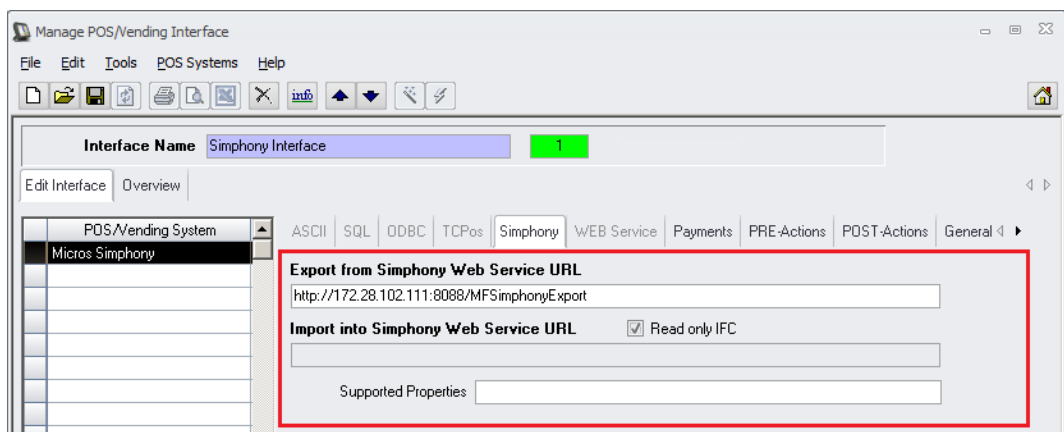 Manage POS/Vending Interface
File Edit Tools POS Systems Help
info
Interface Name Simphony Interface 1
Edit Interface Overview
POS/Vending System
Micros Simphony
ASCII SQL ODBC TCPos Simphony WEB Service Payments PRE-Actions POST-Actions General
Export from Simphony Web Service URL
http://172.28.102.111:8088/MFSimphonyExport
Import into Simphony Web Service URL Read only IFC
Supported Properties